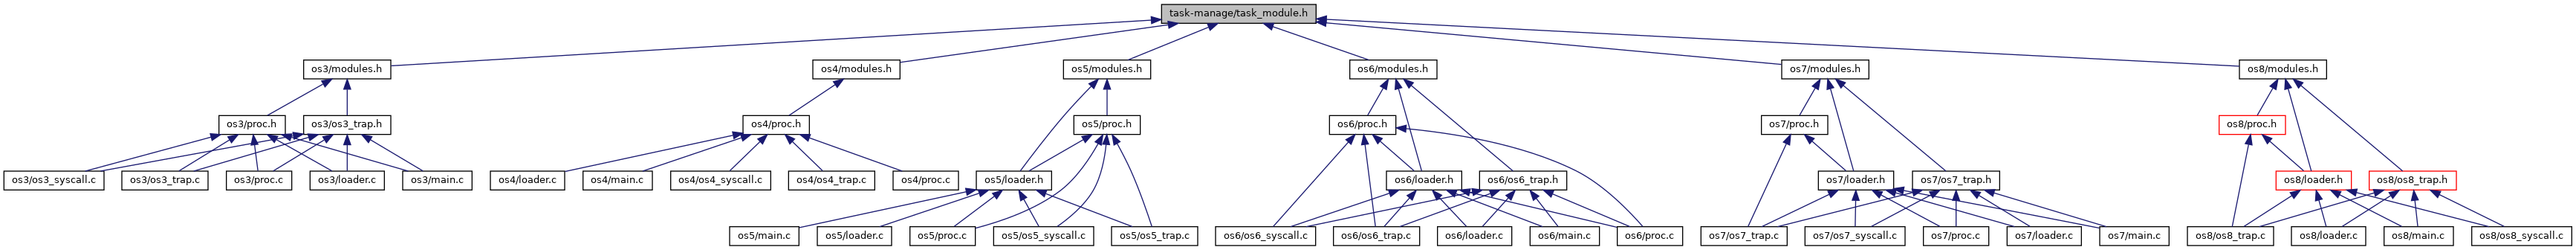 task-manage/task_module.h
os3/modules.h
os4/modules.h
os5/modules.h
os6/modules.h
os7/modules.h
os8/modules.h
os3/proc.h
os3/os3_trap.h
os4/proc.h
os5/proc.h
os6/proc.h
os7/proc.h
os8/proc.h
os3/os3_syscall.c
os3/os3_trap.c
os3/proc.c
os3/loader.c
os3/main.c
os4/loader.c
os4/main.c
os4/os4_syscall.c
os4/os4_trap.c
os4/proc.c
os5/loader.h
os6/loader.h
os6/os6_trap.h
os7/loader.h
os7/os7_trap.h
os8/loader.h
os8/os8_trap.h
os5/main.c
os5/loader.c
os5/proc.c
os5/os5_syscall.c
os5/os5_trap.c
os6/os6_syscall.c
os6/os6_trap.c
os6/loader.c
os6/main.c
os6/proc.c
os7/os7_trap.c
os7/os7_syscall.c
os7/proc.c
os7/loader.c
os7/main.c
os8/os8_trap.c
os8/loader.c
os8/main.c
os8/os8_syscall.c